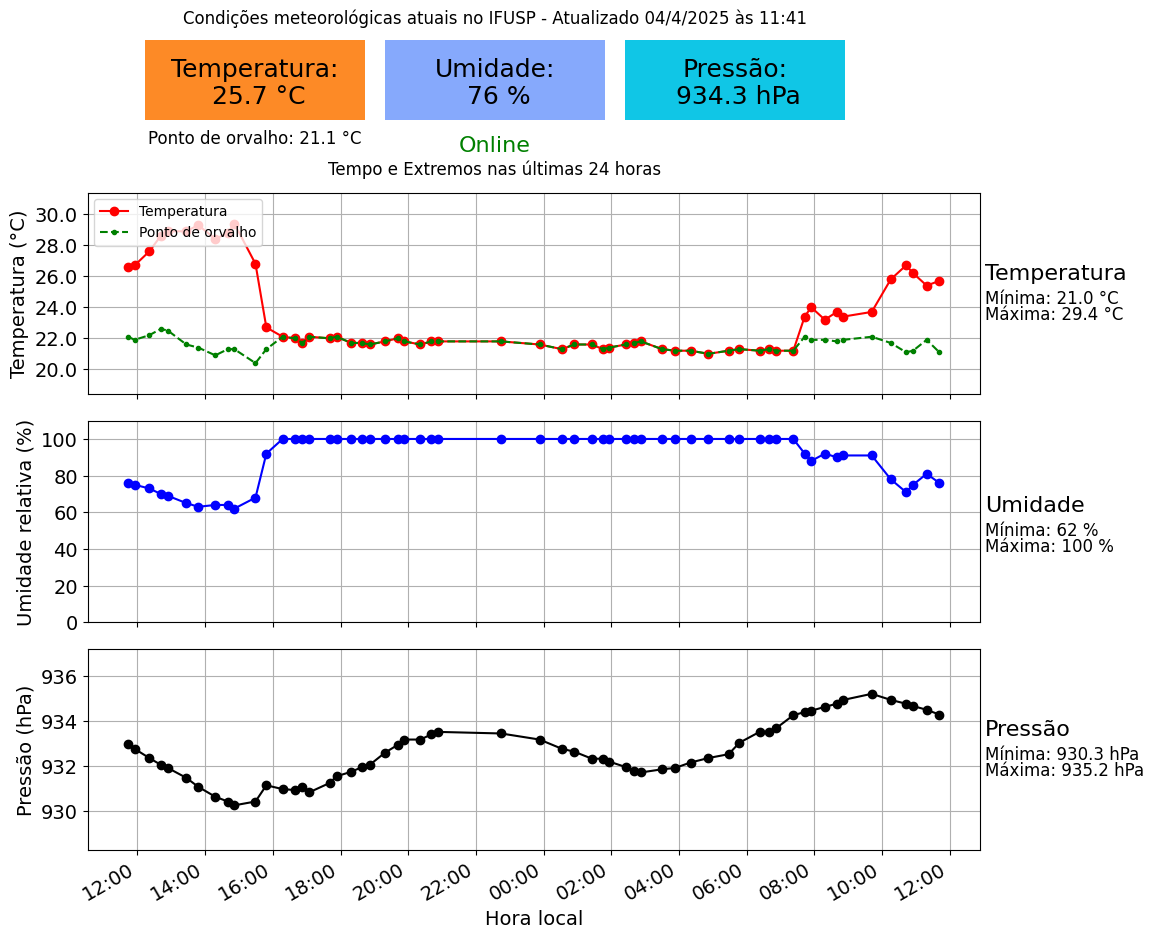 Condições meteorológicas atuais no IFUSP - Atualizado 04/4/2025 às 11:41
Temperatura:
25.7 °C
Umidade:
76 %
Pressão:
934.3 hPa
Ponto de orvalho: 21.1 °C
Online
Tempo e Extremos nas últimas 24 horas
Temperatura (°C)
30.0
28.0
26.0
24.0
22.0
20.0
Temperatura
Ponto de orvalho
Temperatura
Mínima: 21.0 °C
Máxima: 29.4 °C
Umidade relativa (%)
100
80
60
40
20
0
Umidade
Mínima: 62 %
Máxima: 100 %
Pressão (hPa)
936
934
932
930
Pressão
Mínima: 930.3 hPa
Máxima: 935.2 hPa
12:00
14:00
16:00
18:00
20:00
22:00
00:00
02:00
04:00
06:00
08:00
10:00
12:00
Hora local